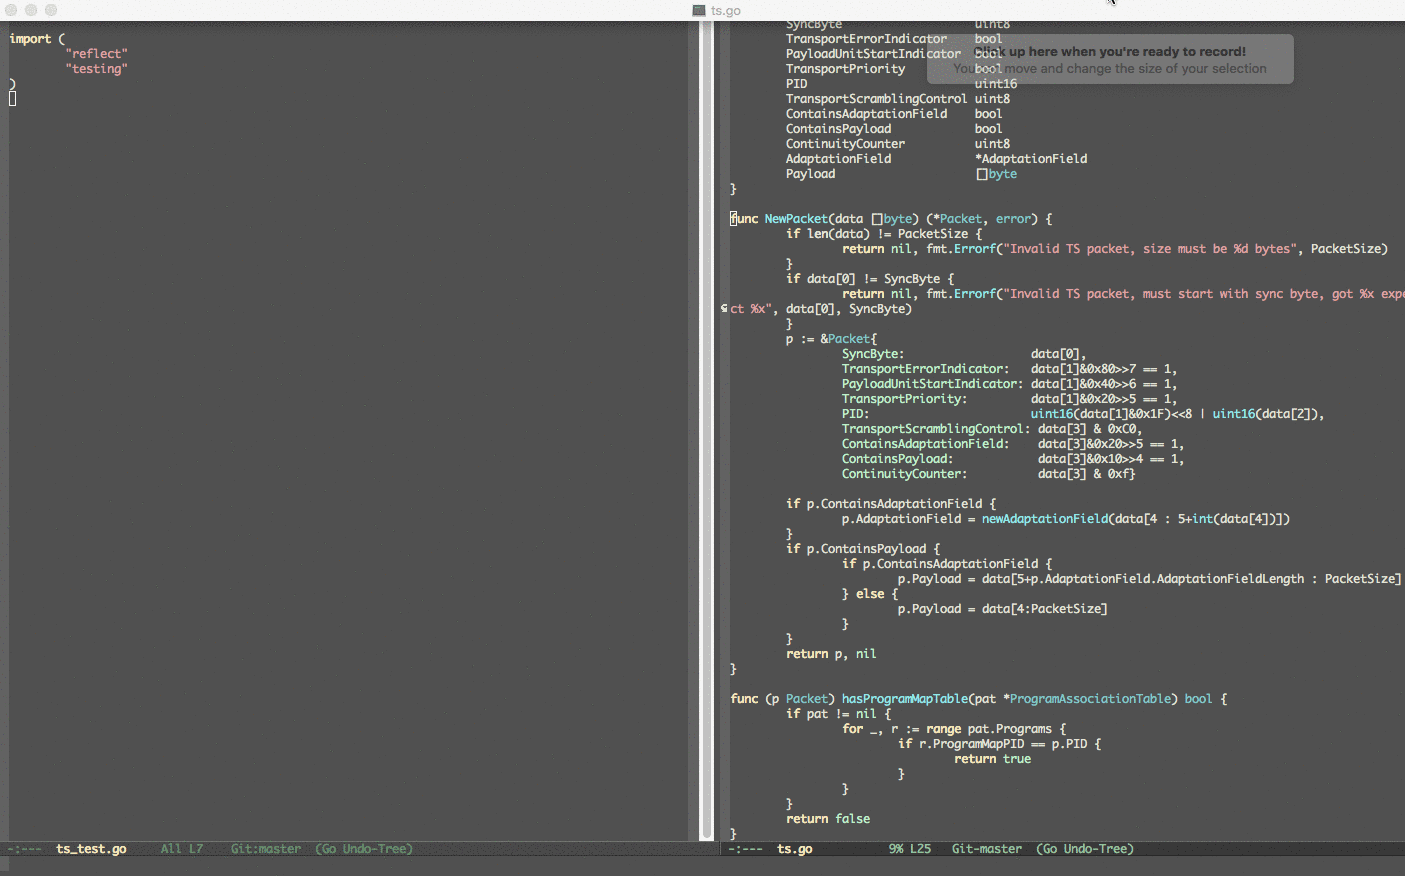 ts.go
import (
"reflect"
"testing"
)
-:--- ts_test.go All L7 Git:master (Go Undo-Tree)
SyncByte uint8
TransportErrorIndicator bool
PayloadUnitStartIndicator bool
TransportPriority bool
PID uint16
TransportScramblingControl uint8
ContainsAdaptationField bool
ContainsPayload bool
ContinuityCounter uint8
AdaptationField *AdaptationField
Payload []byte
}
Click up here when you're ready to record!
You move and change the size of your selection
func NewPacket(data []byte) (*Packet, error) {
if len(data) != PacketSize {
return nil, fmt.Errorf("Invalid TS packet, size must be %d bytes", PacketSize)
}
if data[0] != SyncByte {
return nil, fmt.Errorf("Invalid TS packet, must start with sync byte, got %x expe
ct %x", data[0], SyncByte)
}
p := &Packet{
SyncByte: data[0],
TransportErrorIndicator: data[1]&0x80>>7 == 1,
PayloadUnitStartIndicator: data[1]&0x40>>6 == 1,
TransportPriority: data[1]&0x20>>5 == 1,
PID: uint16(data[1]&0x1F)<<8 | uint16(data[2]),
TransportScramblingControl: data[3] & 0xC0,
ContainsAdaptationField: data[3]&0x20>>5 == 1,
ContainsPayload: data[3]&0x10>>4 == 1,
ContinuityCounter: data[3] & 0xf}
if p.ContainsAdaptationField {
p.AdaptationField = newAdaptationField(data[4 : 5+int(data[4])])
}
if p.ContainsPayload {
if p.ContainsAdaptationField {
p.Payload = data[5+p.AdaptationField.AdaptationFieldLength : PacketSize]
} else {
p.Payload = data[4:PacketSize]
}
}
return p, nil
}
func (p Packet) hasProgramMapTable(pat *ProgramAssociationTable) bool {
if pat != nil {
for _, r := range pat.Programs {
if r.ProgramMapPID == p.PID {
return true
}
}
}
return false
}
-:--- ts.go 9% L25 Git-master (Go Undo-Tree)